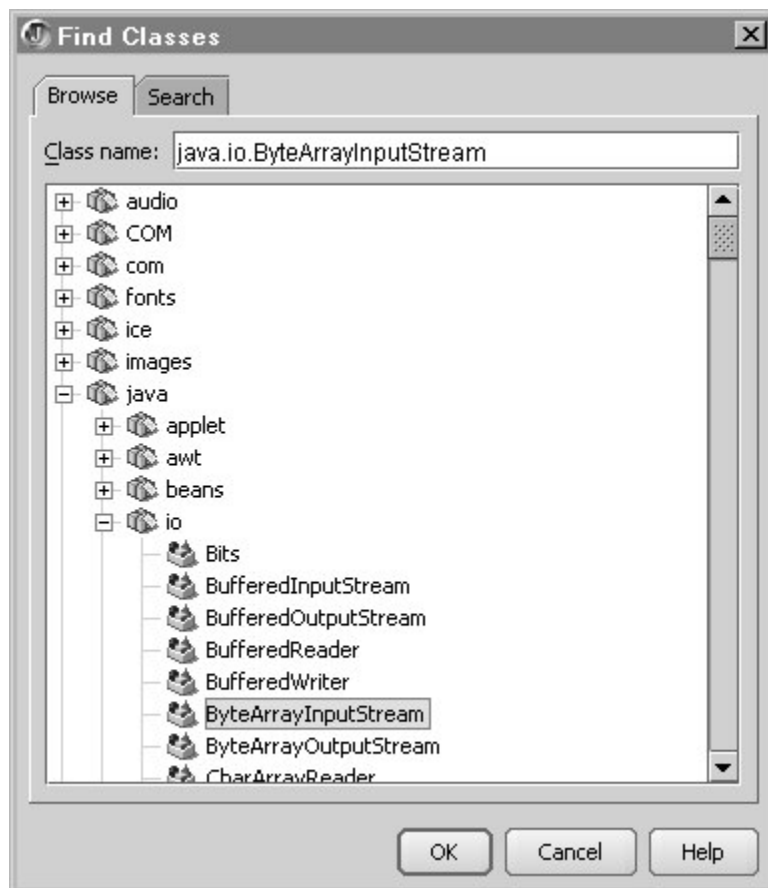 Find Classes
Browse Search
Class name: java.io.ByteArrayInputStream
audio
COM
com
fonts
ice
images
java
applet
awt
beans
io
Bits
BufferedInputStream
BufferedOutputStream
BufferedReader
BufferedWriter
ByteArrayInputStream
ByteArrayOutputStream
CharArrayReader
OK Cancel Help